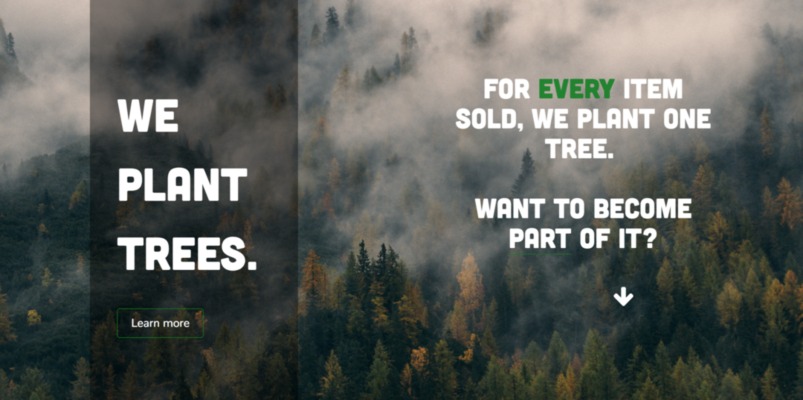 WE
PLANT
TREES.
Learn more
FOR EVERY ITEM
SOLD, WE PLANT ONE
TREE.
WANT TO BECOME
PART OF IT?